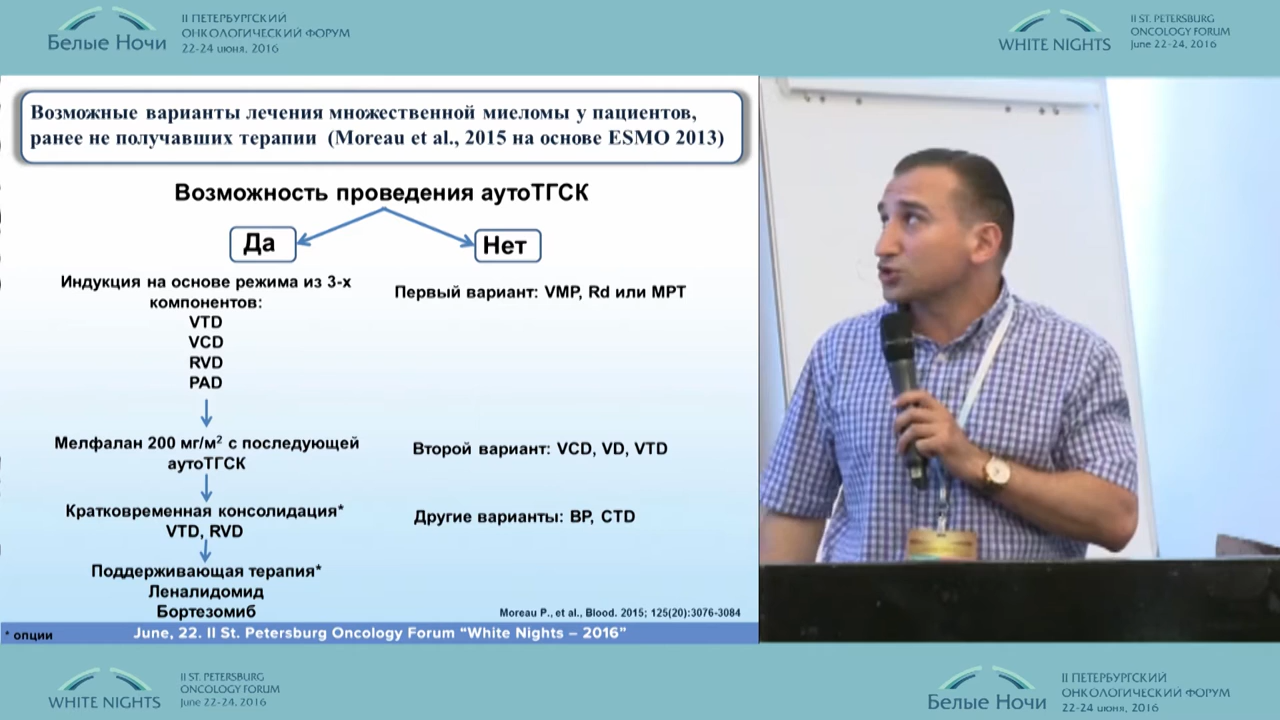 Белые Ночи
II ПЕТЕРБУРГСКИЙ
ОНКОЛОГИЧЕСКИЙ ФОРУМ
22-24 июня, 2016
WHITE NIGHTS
II ST. PETERSBURG
ONCOLOGY FORUM
June 22-24, 2016
Возможные варианты лечения множественной миеломы у пациентов,
ранее не получавших терапии (Moreau et al., 2015 на основе ESMO 2013)
Возможность проведения аутоТГСК
Да
Нет
Индукция на основе режима из 3-х
компонентов:
VTD
VCD
RVD
PAD
Первый вариант: VMP, Rd или MPT
Мелфалан 200 мг/м² с последующей
аутоТГСК
Второй вариант: VCD, VD, VTD
Кратковременная консолидация*
VTD, RVD
Другие варианты: BP, CTD
Поддерживающая терапия*
Леналидомид
Бортезомиб
Moreau P., et al., Blood. 2015; 125(20):3076-3084
* опции
June, 22. II St. Petersburg Oncology Forum “White Nights – 2016”
WHITE NIGHTS
II ST. PETERSBURG
ONCOLOGY FORUM
June 22-24, 2016
Белые Ночи
II ПЕТЕРБУРГСКИЙ
ОНКОЛОГИЧЕСКИЙ ФОРУМ
22-24 июня, 2016